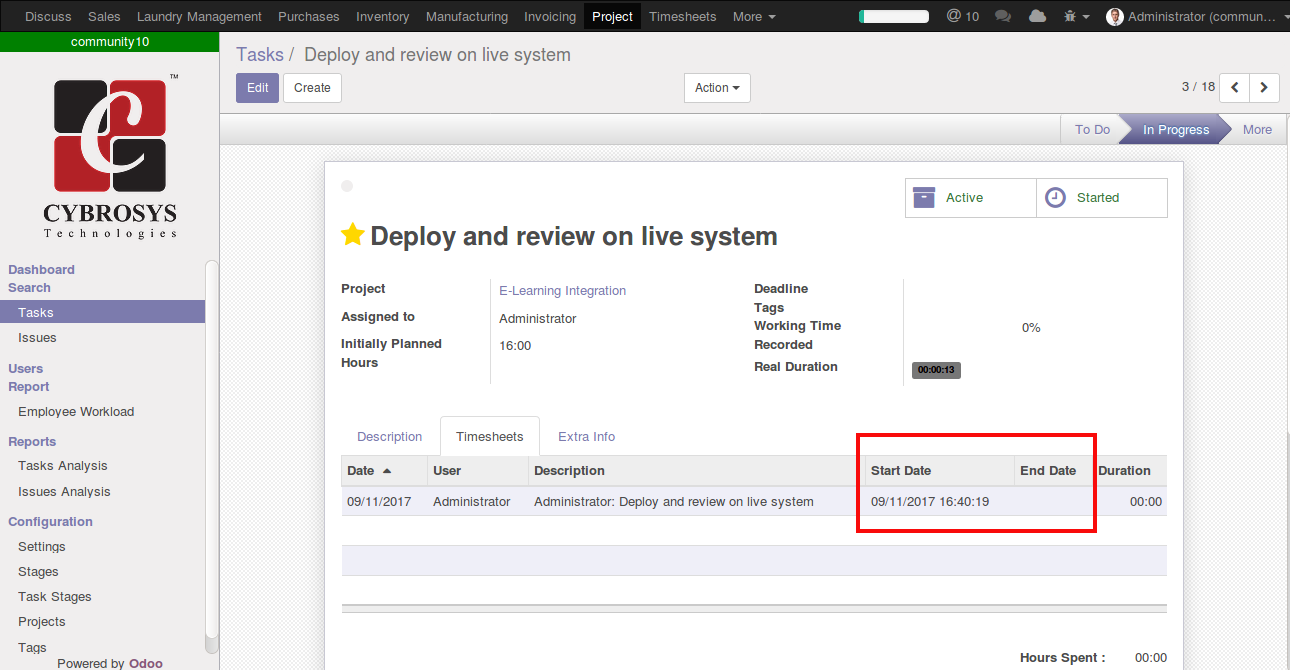 Discuss Sales Laundry Management Purchases Inventory Manufacturing Invoicing Project Timesheets More @ 10 Administrator (commun...
community10
Tasks / Deploy and review on live system
Edit Create Action 3 / 18
To Do In Progress More
TM
CYBROSYS
Technologies
Dashboard
Search
Tasks
Issues
Users
Report
Employee Workload
Reports
Tasks Analysis
Issues Analysis
Configuration
Settings
Stages
Task Stages
Projects
Tags
Powered by Odoo
Active Started
Deploy and review on live system
Project E-Learning Integration
Assigned to Administrator
Initially Planned Hours 16:00
Deadline
Tags
Working Time Recorded 0%
Real Duration 00:00:13
Description Timesheets Extra Info
Date User Description Start Date End Date Duration
09/11/2017 Administrator Administrator: Deploy and review on live system 09/11/2017 16:40:19 00:00
Hours Spent : 00:00